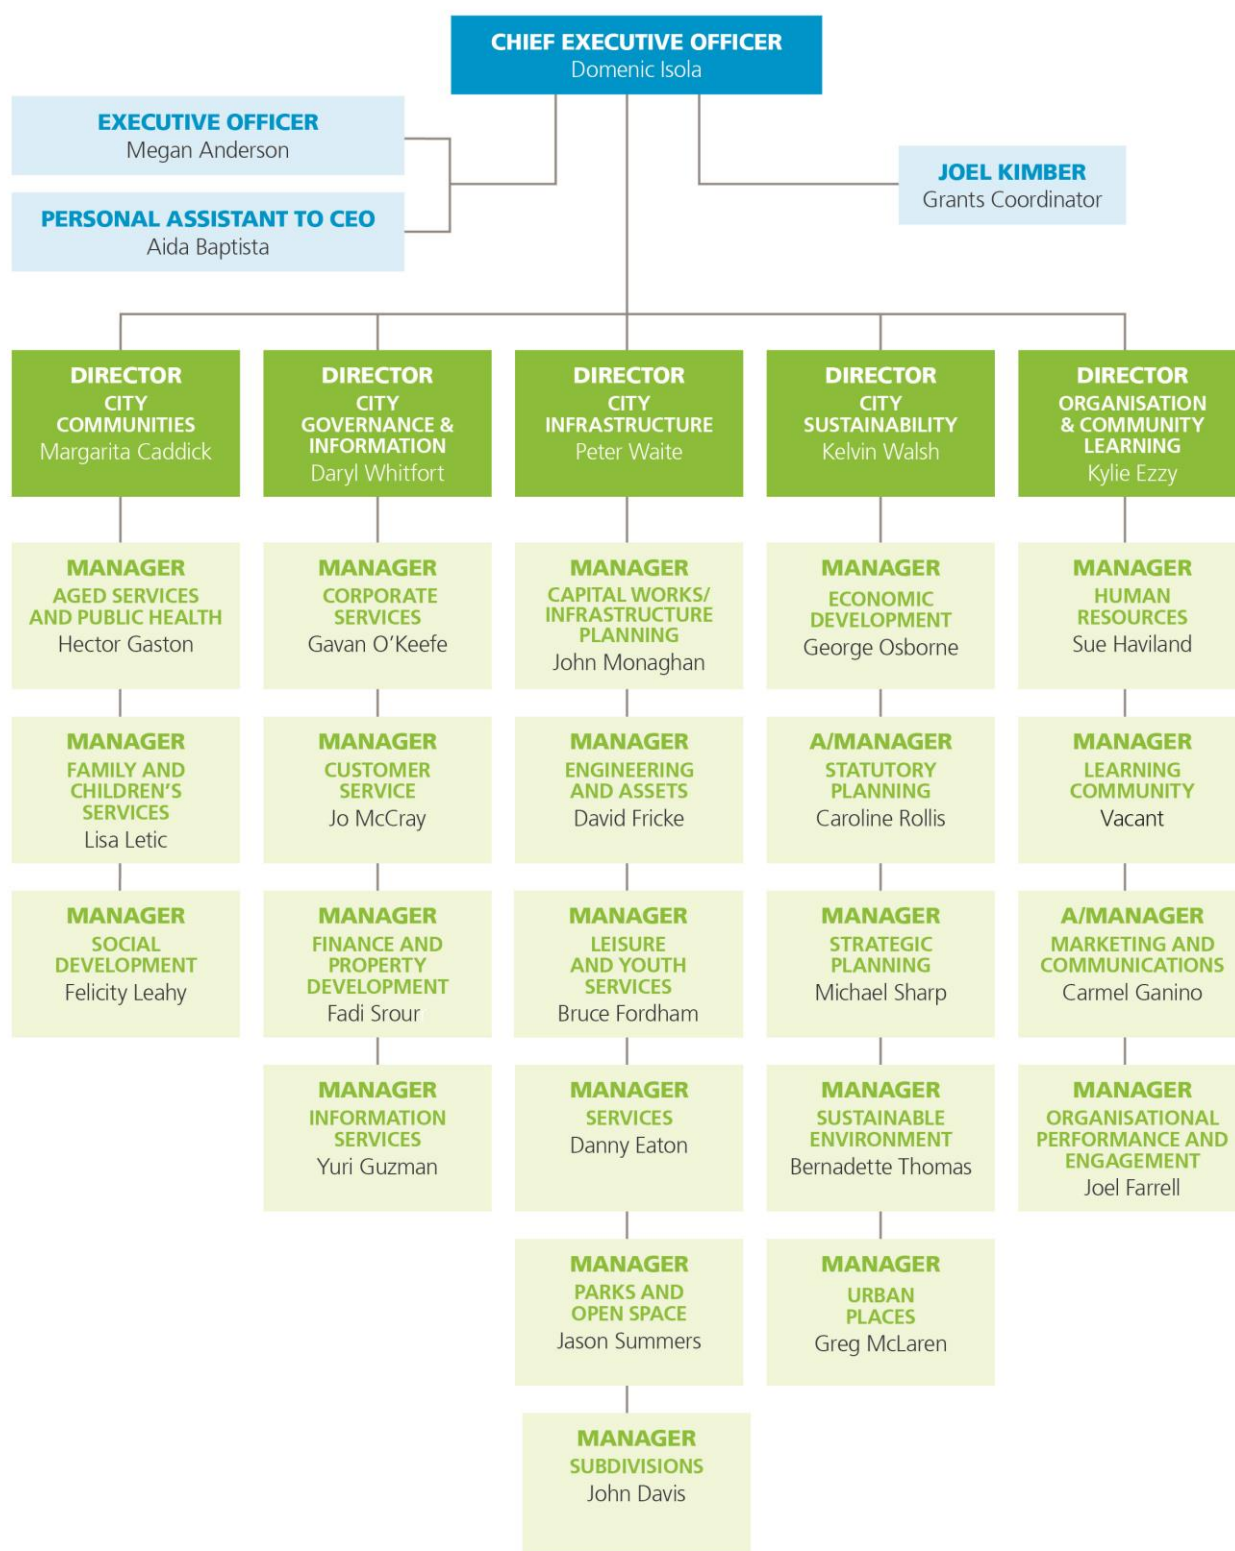 CHIEF EXECUTIVE OFFICER
Domenic Isola
EXECUTIVE OFFICER
Megan Anderson
PERSONAL ASSISTANT TO CEO
Aida Baptista
JOEL KIMBER
Grants Coordinator
DIRECTOR
CITY
COMMUNITIES
Margarita Caddick
MANAGER
AGED SERVICES
AND PUBLIC HEALTH
Hector Gaston
MANAGER
FAMILY AND
CHILDREN'S
SERVICES
Lisa Letic
MANAGER
SOCIAL
DEVELOPMENT
Felicity Leahy
DIRECTOR
CITY
GOVERNANCE &
INFORMATION
Daryl Whitfort
MANAGER
CORPORATE
SERVICES
Gavan O'Keefe
MANAGER
CUSTOMER
SERVICE
Jo McCray
MANAGER
FINANCE AND
PROPERTY
DEVELOPMENT
Fadi Srour
MANAGER
INFORMATION
SERVICES
Yuri Guzman
DIRECTOR
CITY
INFRASTRUCTURE
Peter Waite
MANAGER
CAPITAL WORKS/
INFRASTRUCTURE
PLANNING
John Monaghan
MANAGER
ENGINEERING
AND ASSETS
David Fricke
MANAGER
LEISURE
AND YOUTH
SERVICES
Bruce Fordham
MANAGER
SERVICES
Danny Eaton
MANAGER
PARKS AND
OPEN SPACE
Jason Summers
MANAGER
SUBDIVISIONS
John Davis
DIRECTOR
CITY
SUSTAINABILITY
Kelvin Walsh
MANAGER
ECONOMIC
DEVELOPMENT
George Osborne
A/MANAGER
STATUTORY
PLANNING
Caroline Rollis
MANAGER
STRATEGIC
PLANNING
Michael Sharp
MANAGER
SUSTAINABLE
ENVIRONMENT
Bernadette Thomas
MANAGER
URBAN
PLACES
Greg McLaren
DIRECTOR
ORGANISATION
& COMMUNITY
LEARNING
Kylie Ezzy
MANAGER
HUMAN
RESOURCES
Sue Haviland
MANAGER
LEARNING
COMMUNITY
Vacant
A/MANAGER
MARKETING AND
COMMUNICATIONS
Carmel Ganino
MANAGER
ORGANISATIONAL
PERFORMANCE AND
ENGAGEMENT
Joel Farrell